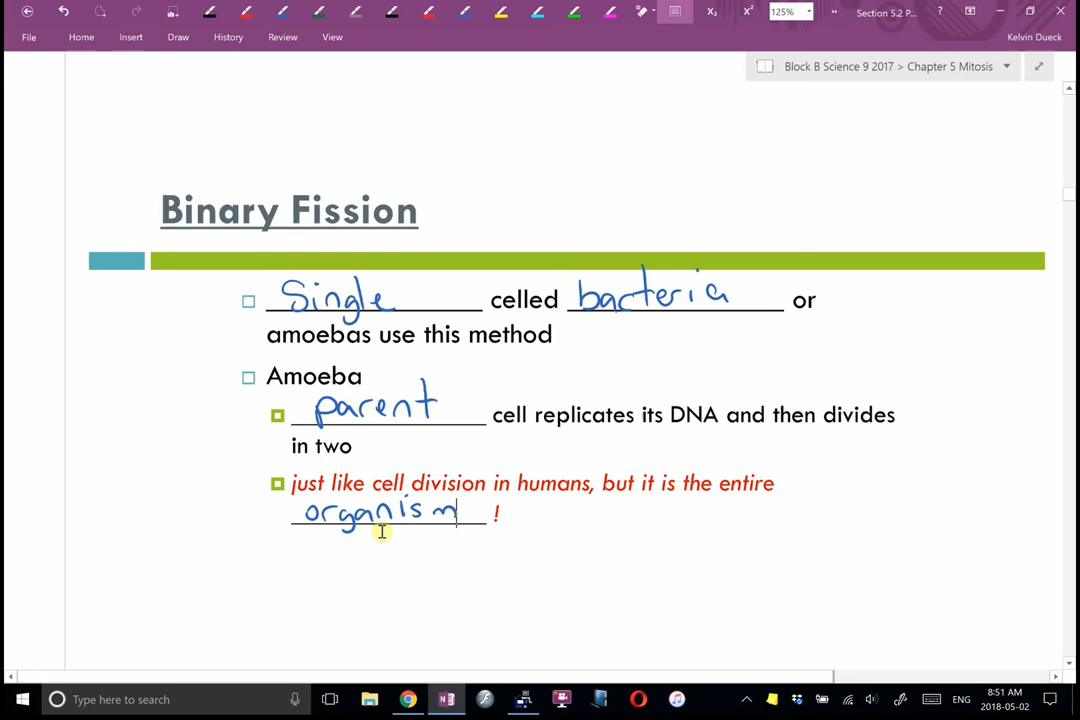 X₂ X² 125% Section 5.2 P... ?
File Home Insert Draw History Review View Kelvin Dueck
Block B Science 9 2017 > Chapter 5 Mitosis
Binary Fission
Single celled bacteria or
amoebas use this method
Amoeba
parent cell replicates its DNA and then divides
in two
just like cell division in humans, but it is the entire
organism !
Type here to search ENG 8:51 AM
2018-05-02